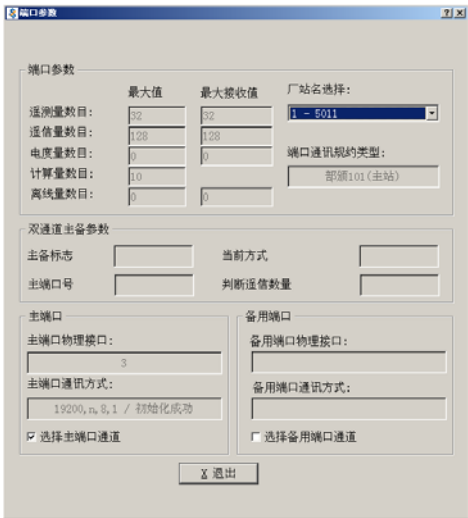 端口参数
端口参数
最大值 最大接收值 厂站名选择:
遥测量数目: 32 32 1 - 5011
遥信量数目: 128 128
电度量数目: 0 0 端口通讯规约类型:
计算量数目: 10 部颁101(主站)
离线量数目: 0 0
双通道主备参数
主备标志 当前方式
主端口号 判断遥信数量
主端口 备用端口
主端口物理接口: 备用端口物理接口:
3
主端口通讯方式: 备用端口通讯方式:
19200,n,8,1 / 初始化成功
选择主端口通道 选择备用端口通道
X 退出